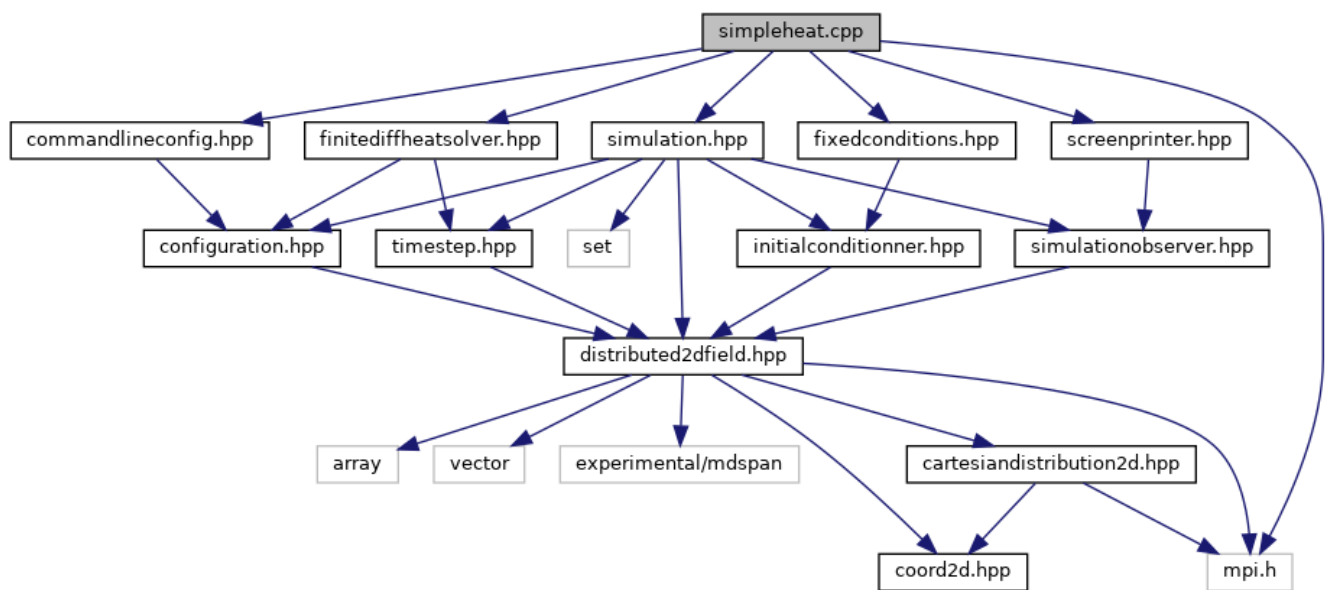 simpleheat.cpp
commandlineconfig.hpp
finitediffheatsolver.hpp
simulation.hpp
fixedconditions.hpp
screenprinter.hpp
configuration.hpp
timestep.hpp
set
initialconditionner.hpp
simulationobserver.hpp
distributed2dfield.hpp
array
vector
experimental/mdspan
cartesiandistribution2d.hpp
coord2d.hpp
mpi.h